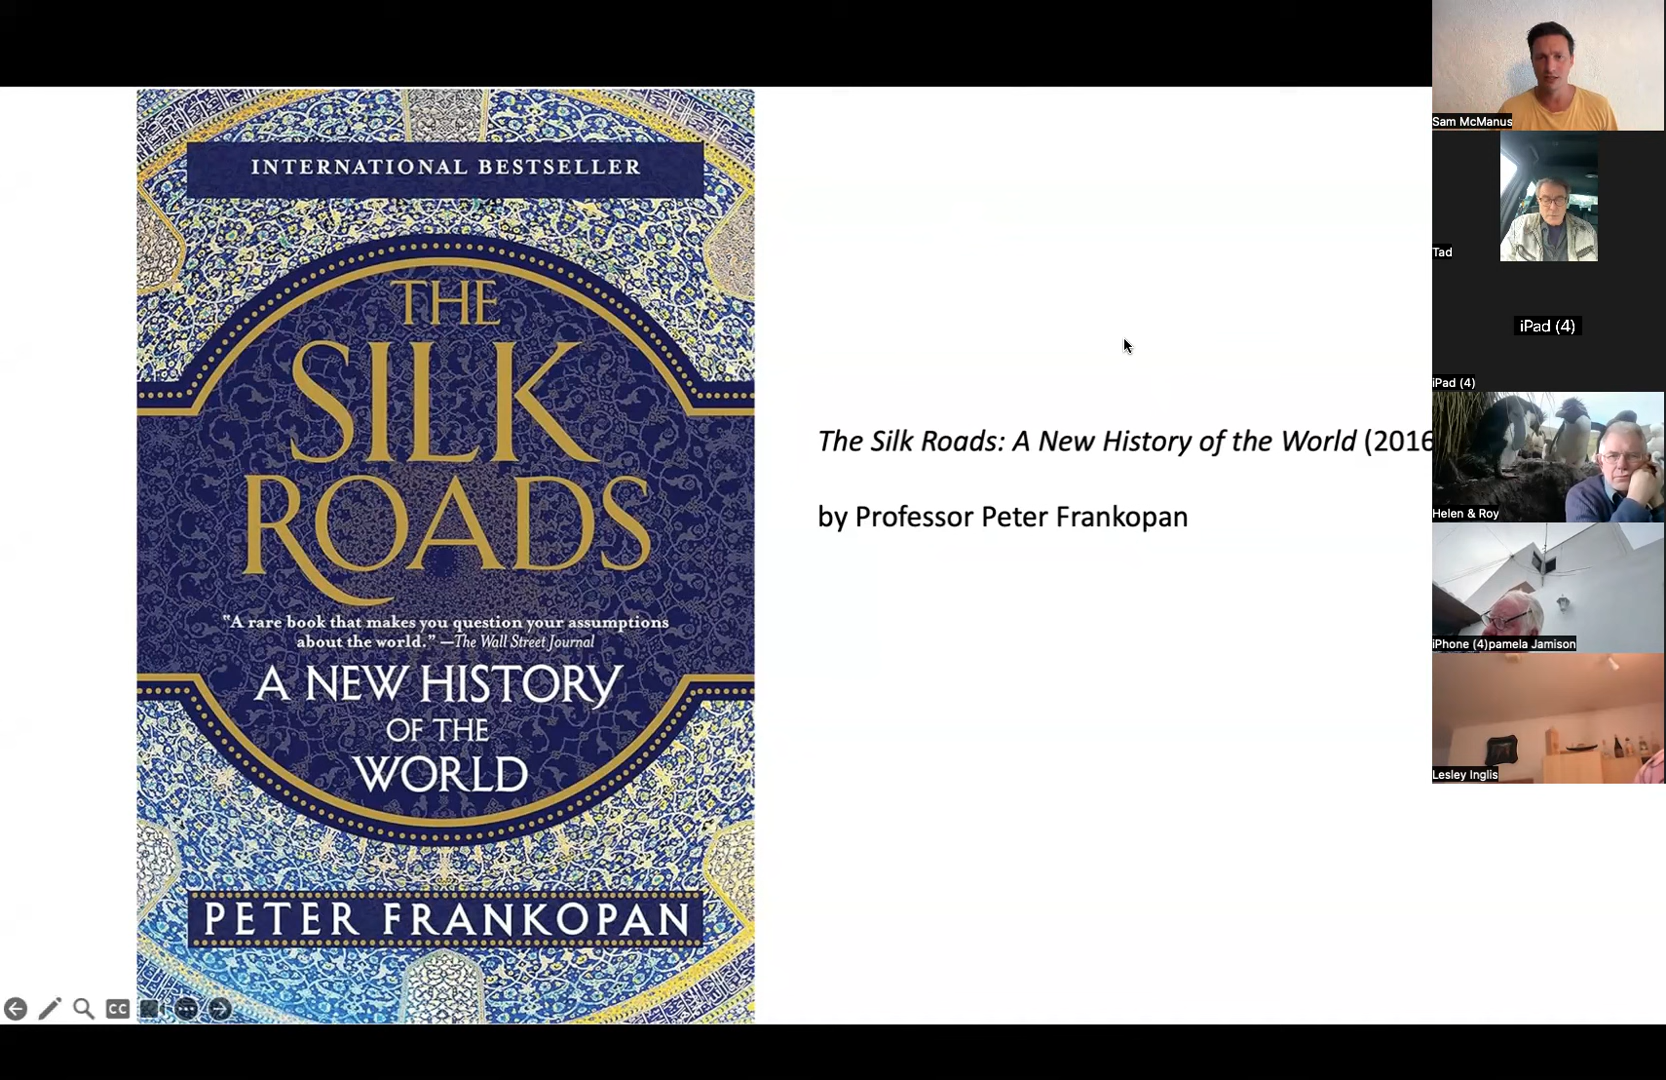 INTERNATIONAL BESTSELLER
THE
SILK
ROADS
"A rare book that makes you question your assumptions
about the world." —The Wall Street Journal
A NEW HISTORY
OF THE
WORLD
PETER FRANKOPAN
The Silk Roads: A New History of the World (2016
by Professor Peter Frankopan
CC
Sam McManus
Tad
iPad (4)
iPad (4)
Helen & Roy
iPhone (4)pamela Jamison
Lesley Inglis